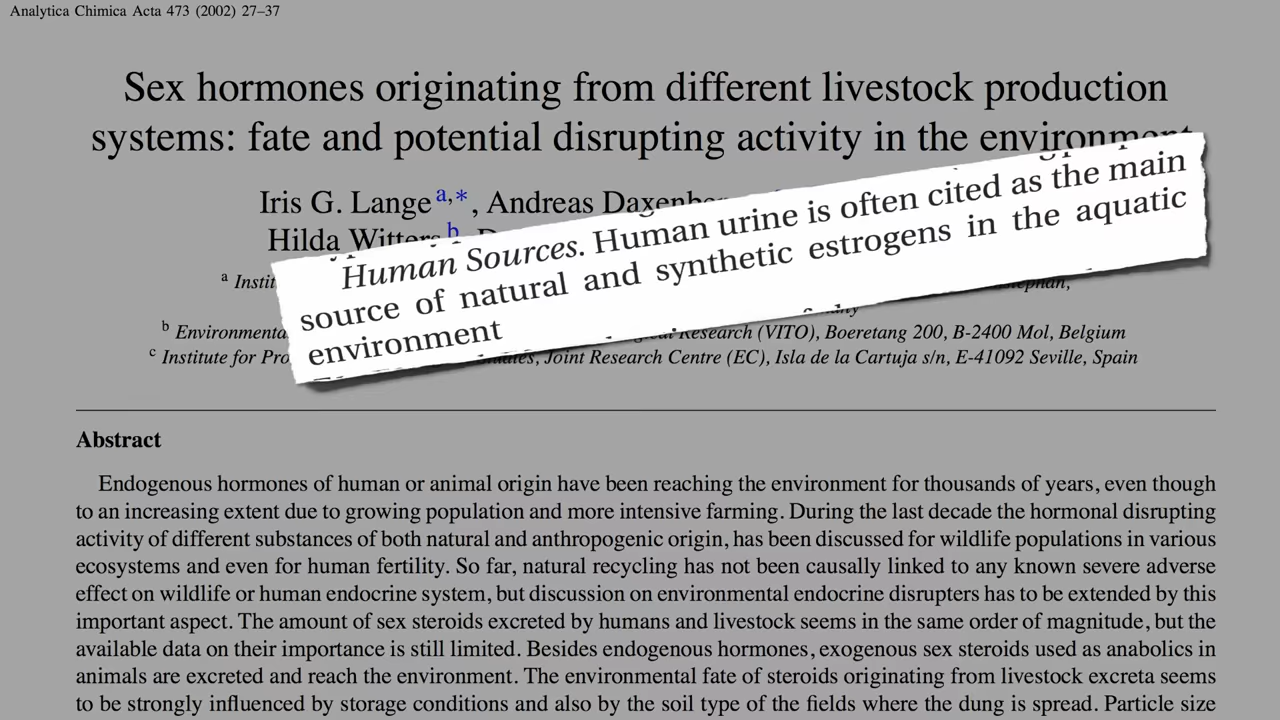 Analytica Chimica Acta 473 (2002) 27–37
Sex hormones originating from different livestock production
systems: fate and potential disrupting activity in the environment
Iris G. Lange a,*, Andreas
Hilda Witters b,
Human Sources. Human urine is often cited as the main
source of natural and synthetic estrogens in the aquatic
environment
a
b Environmenta Research (VITO), Boeretang 200, B-2400 Mol, Belgium
c Institute for Pro Joint Research Centre (EC), Isla de la Cartuja s/n, E-41092 Seville, Spain
Abstract
Endogenous hormones of human or animal origin have been reaching the environment for thousands of years, even though
to an increasing extent due to growing population and more intensive farming. During the last decade the hormonal disrupting
activity of different substances of both natural and anthropogenic origin, has been discussed for wildlife populations in various
ecosystems and even for human fertility. So far, natural recycling has not been causally linked to any known severe adverse
effect on wildlife or human endocrine system, but discussion on environmental endocrine disrupters has to be extended by this
important aspect. The amount of sex steroids excreted by humans and livestock seems in the same order of magnitude, but the
available data on their importance is still limited. Besides endogenous hormones, exogenous sex steroids used as anabolics in
animals are excreted and reach the environment. The environmental fate of steroids originating from livestock excreta seems
to be strongly influenced by storage conditions and also by the soil type of the fields where the dung is spread. Particle size